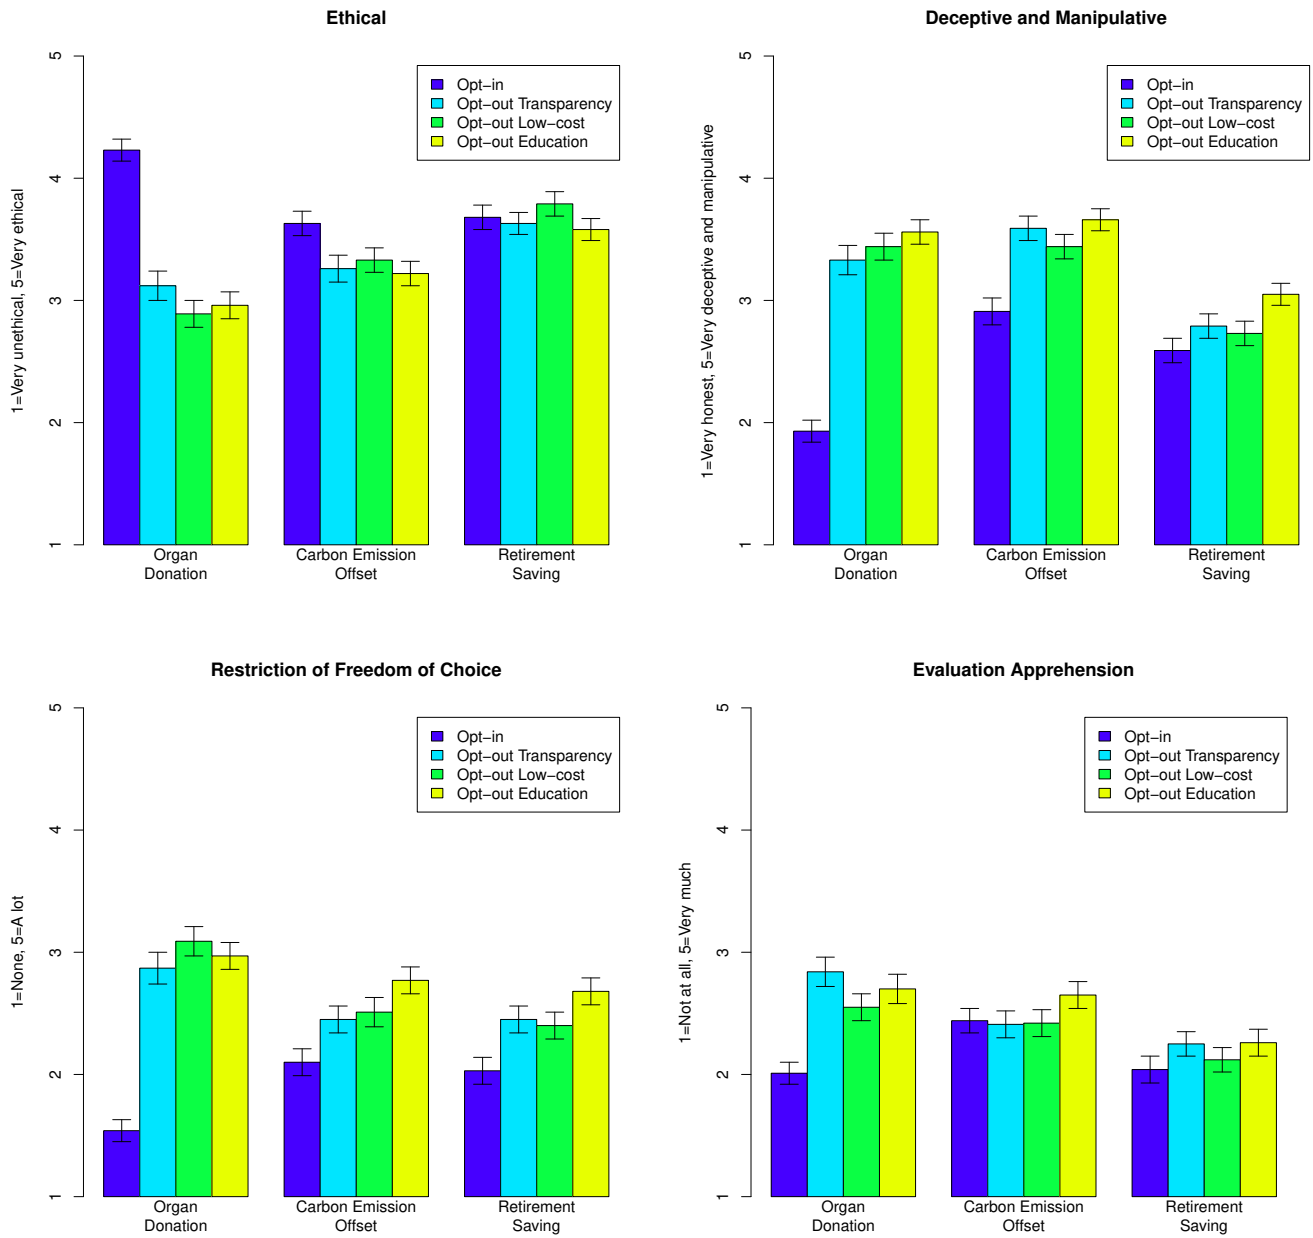 Ethical
1=Very unethical, 5=Very ethical
5
4
3
2
1
Opt−in
Opt−out Transparency
Opt−out Low−cost
Opt−out Education
Organ
Donation
Carbon Emission
Offset
Retirement
Saving
Deceptive and Manipulative
1=Very honest, 5=Very deceptive and manipulative
5
4
3
2
1
Opt−in
Opt−out Transparency
Opt−out Low−cost
Opt−out Education
Organ
Donation
Carbon Emission
Offset
Retirement
Saving
Restriction of Freedom of Choice
1=None, 5=A lot
5
4
3
2
1
Opt−in
Opt−out Transparency
Opt−out Low−cost
Opt−out Education
Organ
Donation
Carbon Emission
Offset
Retirement
Saving
Evaluation Apprehension
1=Not at all, 5=Very much
5
4
3
2
1
Opt−in
Opt−out Transparency
Opt−out Low−cost
Opt−out Education
Organ
Donation
Carbon Emission
Offset
Retirement
Saving